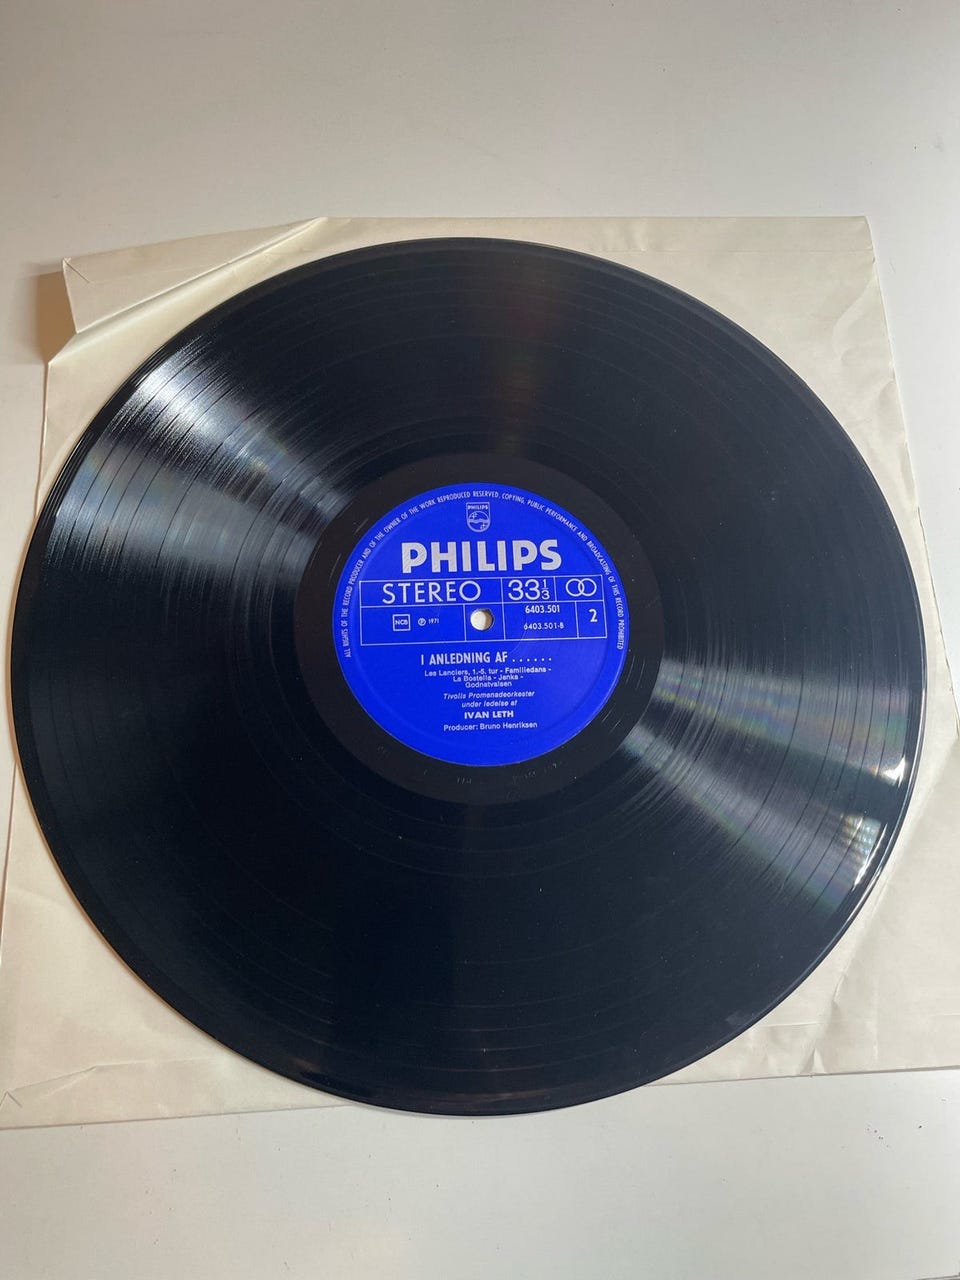 ALL RIGHTS OF THE RECORD PRODUCER AND OF THE OWNER OF THE WORK REPRODUCED RESERVED. COPYING, PUBLIC PERFORMANCE AND BROADCASTING OF THIS RECORD PROHIBITED
PHILIPS
PHILIPS
STEREO 33⅓
NCB ℗ 1971 6403.501 2
6403.501-B
I ANLEDNING AF . . . . . .
Les Lanciers, 1.-5. tur - Familiedans -
La Bostella - Jenka -
Godnatvalsen
Tivolis Promenadeorkester
under ledelse af
IVAN LETH
Producer: Bruno Henriksen